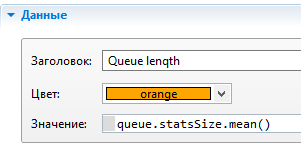 Данные
Заголовок: Queue length
Цвет: orange
Значение: queue.statsSize.mean()